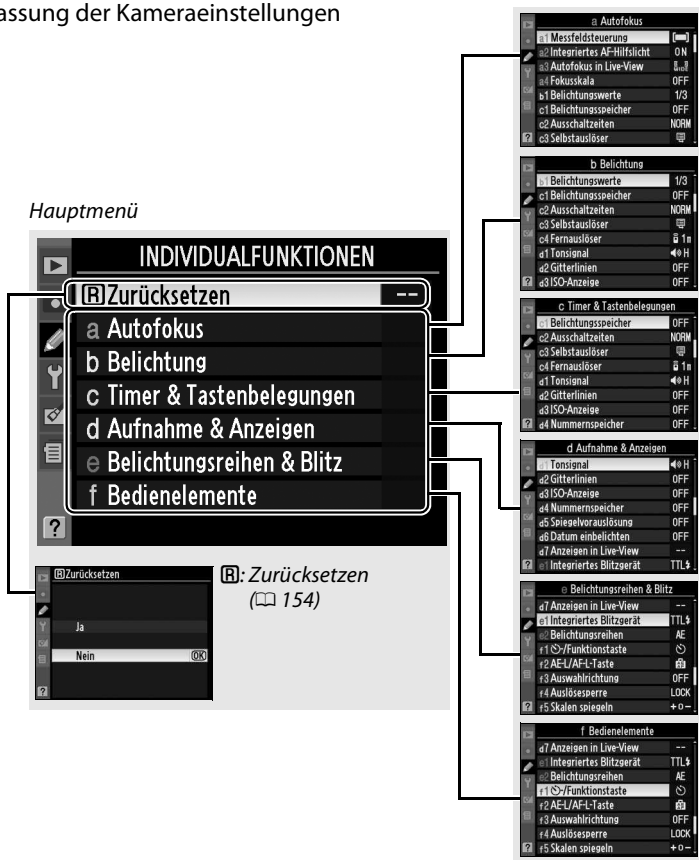 assung der Kameraeinstellungen
Hauptmenü
INDIVIDUALFUNKTIONEN
R Zurücksetzen --
a Autofokus
b Belichtung
c Timer & Tastenbelegungen
d Aufnahme & Anzeigen
e Belichtungsreihen & Blitz
f Bedienelemente
?
R Zurücksetzen
Ja
Nein OK
?
R: Zurücksetzen
(154)
a Autofokus
a1 Messfeldsteuerung
a2 Integriertes AF-Hilfslicht ON
a3 Autofokus in Live-View
a4 Fokusskala OFF
b1 Belichtungswerte 1/3
c1 Belichtungsspeicher OFF
c2 Ausschaltzeiten NORM
? c3 Selbstauslöser
b Belichtung
b1 Belichtungswerte 1/3
c1 Belichtungsspeicher OFF
c2 Ausschaltzeiten NORM
c3 Selbstauslöser
c4 Fernauslöser 1m
d1 Tonsignal H
d2 Gitterlinien OFF
? d3 ISO-Anzeige OFF
c Timer & Tastenbelegungen
c1 Belichtungsspeicher OFF
c2 Ausschaltzeiten NORM
c3 Selbstauslöser
c4 Fernauslöser 1m
d1 Tonsignal H
d2 Gitterlinien OFF
d3 ISO-Anzeige OFF
? d4 Nummernspeicher OFF
d Aufnahme & Anzeigen
Tonsignal H
d2 Gitterlinien OFF
d3 ISO-Anzeige OFF
d4 Nummernspeicher OFF
d5 Spiegelvorauslösung OFF
d6 Datum einbelichten OFF
d7 Anzeigen in Live-View --
? e1 Integriertes Blitzgerät TTL
e Belichtungsreihen & Blitz
d7 Anzeigen in Live-View --
e1 Integriertes Blitzgerät TTL
e2 Belichtungsreihen AE
f1 /Funktionstaste
f2 AE-L/AF-L-Taste
f3 Auswahlrichtung OFF
f4 Auslösesperre LOCK
? f5 Skalen spiegeln +0-
f Bedienelemente
d7 Anzeigen in Live-View --
e1 Integriertes Blitzgerät TTL
e2 Belichtungsreihen AE
f1 /Funktionstaste
f2 AE-L/AF-L-Taste
f3 Auswahlrichtung OFF
f4 Auslösesperre LOCK
? f5 Skalen spiegeln +0-